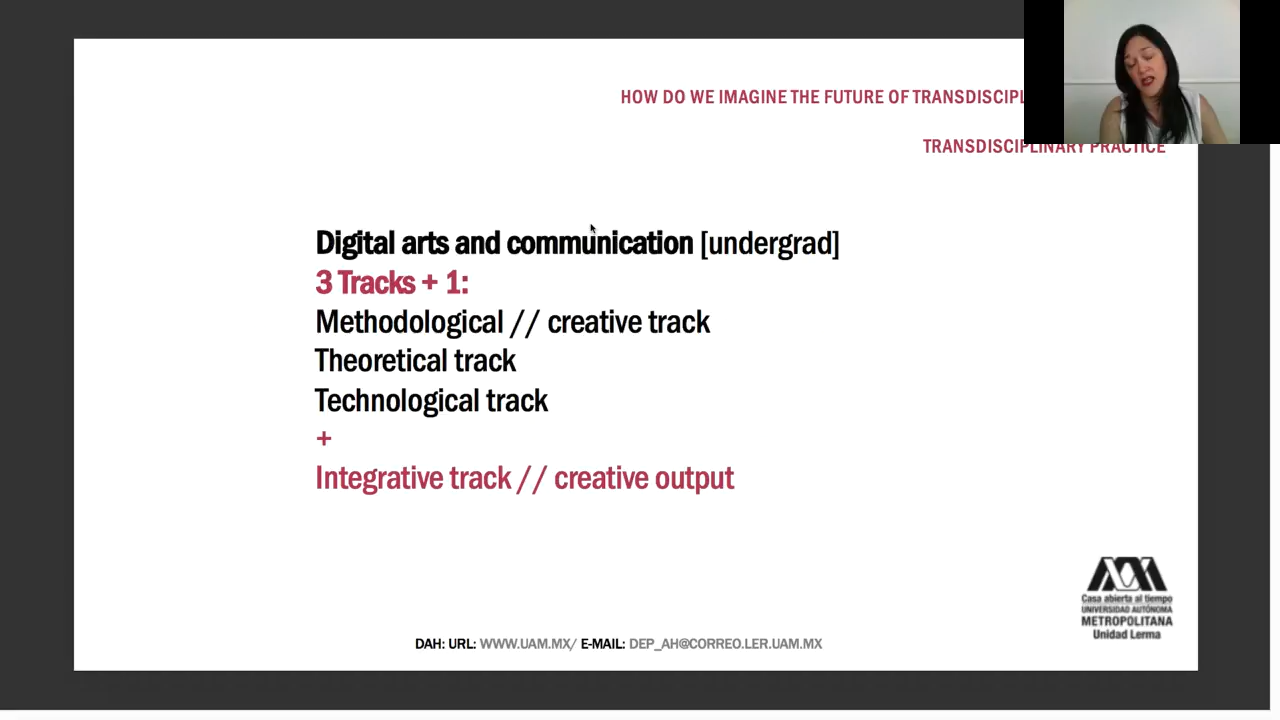 HOW DO WE IMAGINE THE FUTURE OF
TRANSDISCIPLINARY PRACTICE
Digital arts and communication [undergrad]
3 Tracks + 1:
Methodological // creative track
Theoretical track
Technological track
+
Integrative track // creative output
Casa abierta al tiempo
UNIVERSIDAD AUTÓNOMA
METROPOLITANA
Unidad Lerma
DAH: URL: WWW.UAM.MX/ E-MAIL: DEP_AH@CORREO.LER.UAM.MX